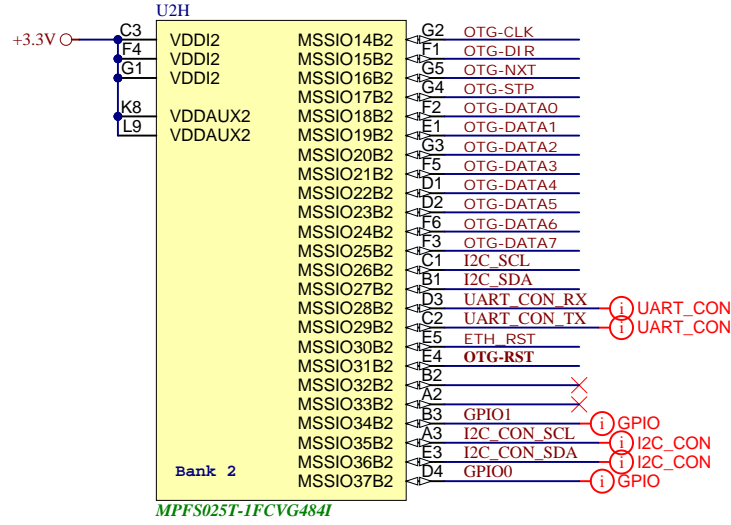 U2H
+3.3V
C3 VDDI2
F4 VDDI2
G1 VDDI2
K8 VDDAUX2
L9 VDDAUX2
MSSIO14B2 G2 OTG-CLK
MSSIO15B2 F1 OTG-DIR
MSSIO16B2 G5 OTG-NXT
MSSIO17B2 G4 OTG-STP
MSSIO18B2 F2 OTG-DATA0
MSSIO19B2 E1 OTG-DATA1
MSSIO20B2 G3 OTG-DATA2
MSSIO21B2 F5 OTG-DATA3
MSSIO22B2 D1 OTG-DATA4
MSSIO23B2 D2 OTG-DATA5
MSSIO24B2 F6 OTG-DATA6
MSSIO25B2 F3 OTG-DATA7
MSSIO26B2 C1 I2C_SCL
MSSIO27B2 B1 I2C_SDA
MSSIO28B2 D3 UART_CON_RX i UART_CON
MSSIO29B2 C2 UART_CON_TX i UART_CON
MSSIO30B2 E5 ETH_RST
MSSIO31B2 E4 OTG-RST
MSSIO32B2 B2
MSSIO33B2 A2
MSSIO34B2 B3 GPIO1 i GPIO
MSSIO35B2 A3 I2C_CON_SCL i I2C_CON
MSSIO36B2 E3 I2C_CON_SDA i I2C_CON
MSSIO37B2 D4 GPIO0 i GPIO
Bank 2
MPFS025T-1FCVG484I